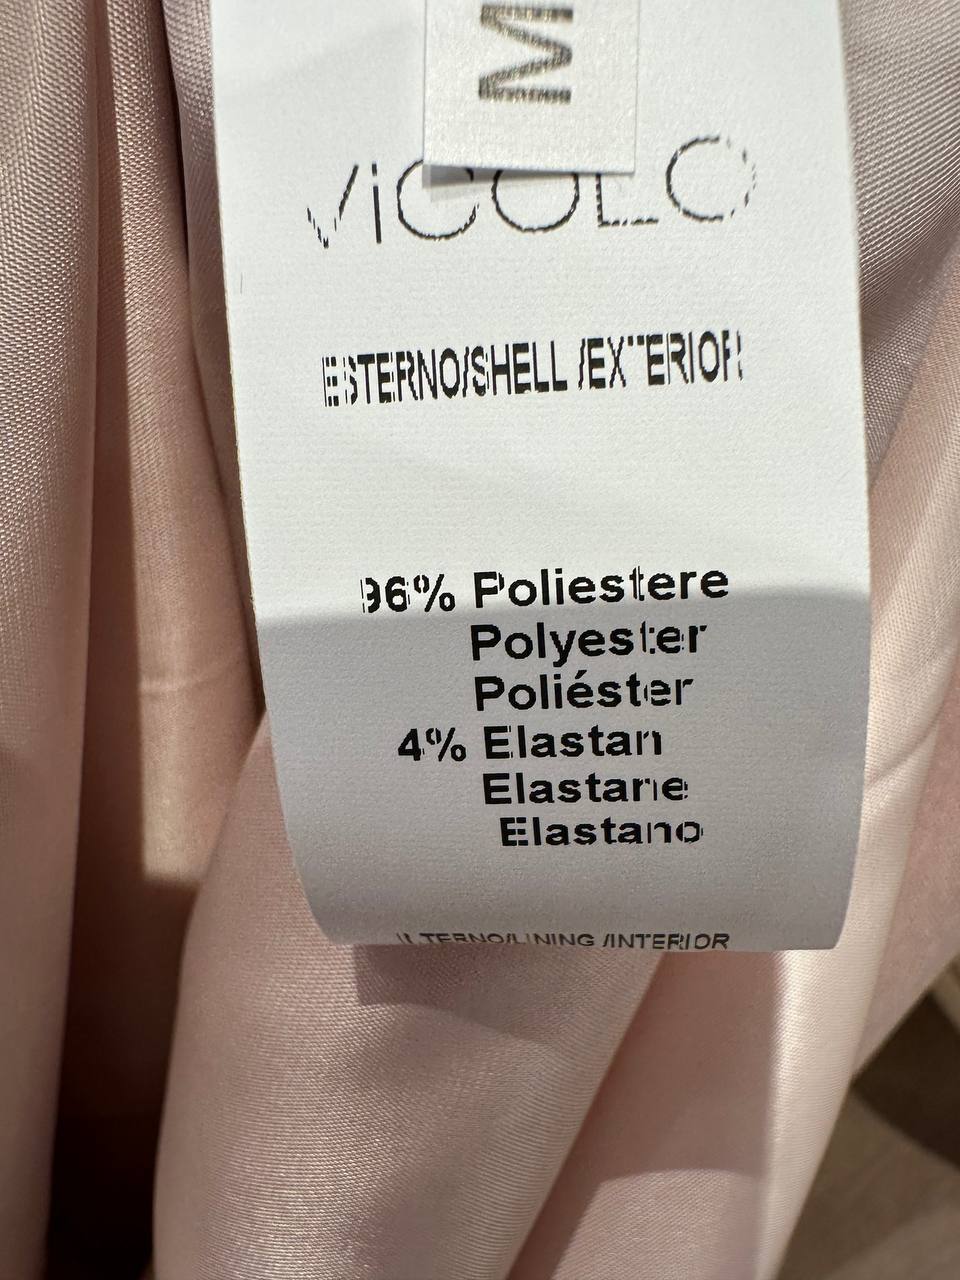 M
ViCOLO
ESTERNO/SHELL /EXTERIOR
96% Poliestere
Polyester
Poliéster
4% Elastan
Elastane
Elastano
INTERNO/LINING /INTERIOR